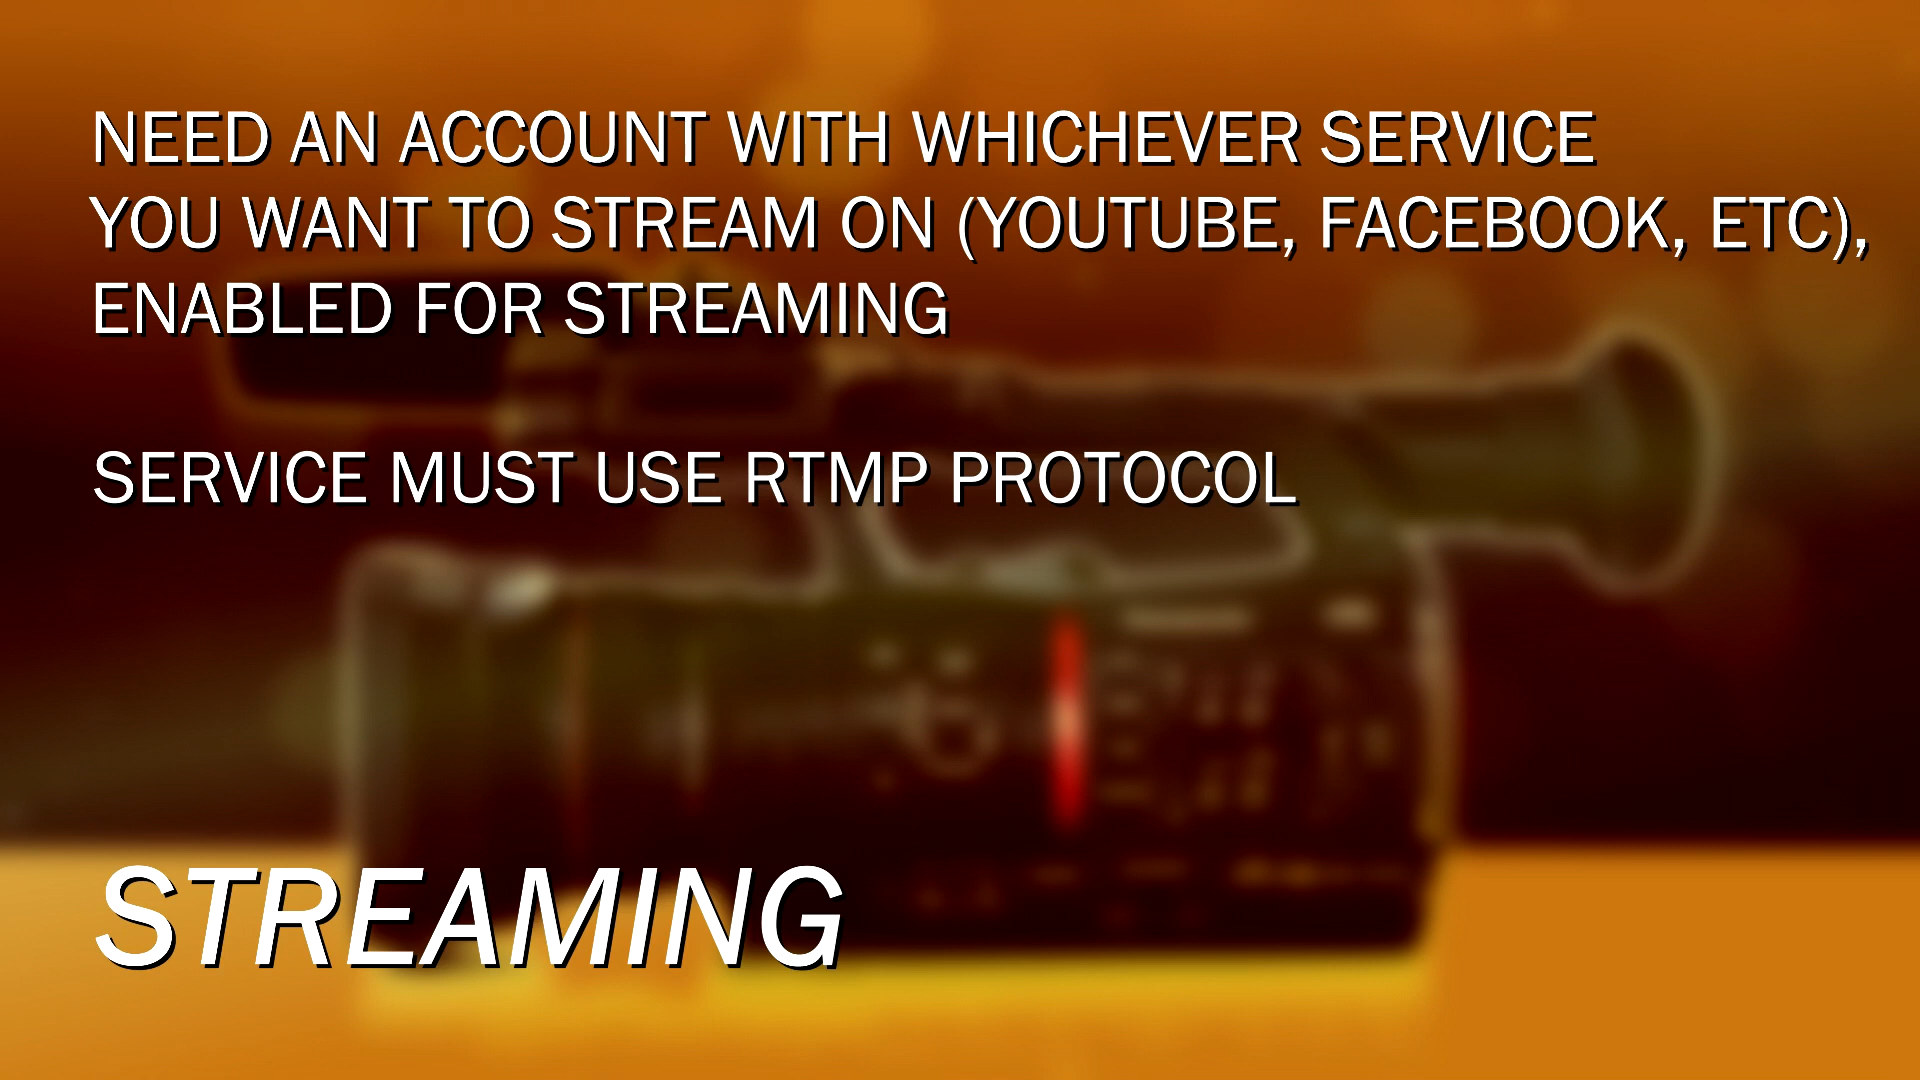 NEED AN ACCOUNT WITH WHICHEVER SERVICE
YOU WANT TO STREAM ON (YOUTUBE, FACEBOOK, ETC),
ENABLED FOR STREAMING
SERVICE MUST USE RTMP PROTOCOL
STREAMING